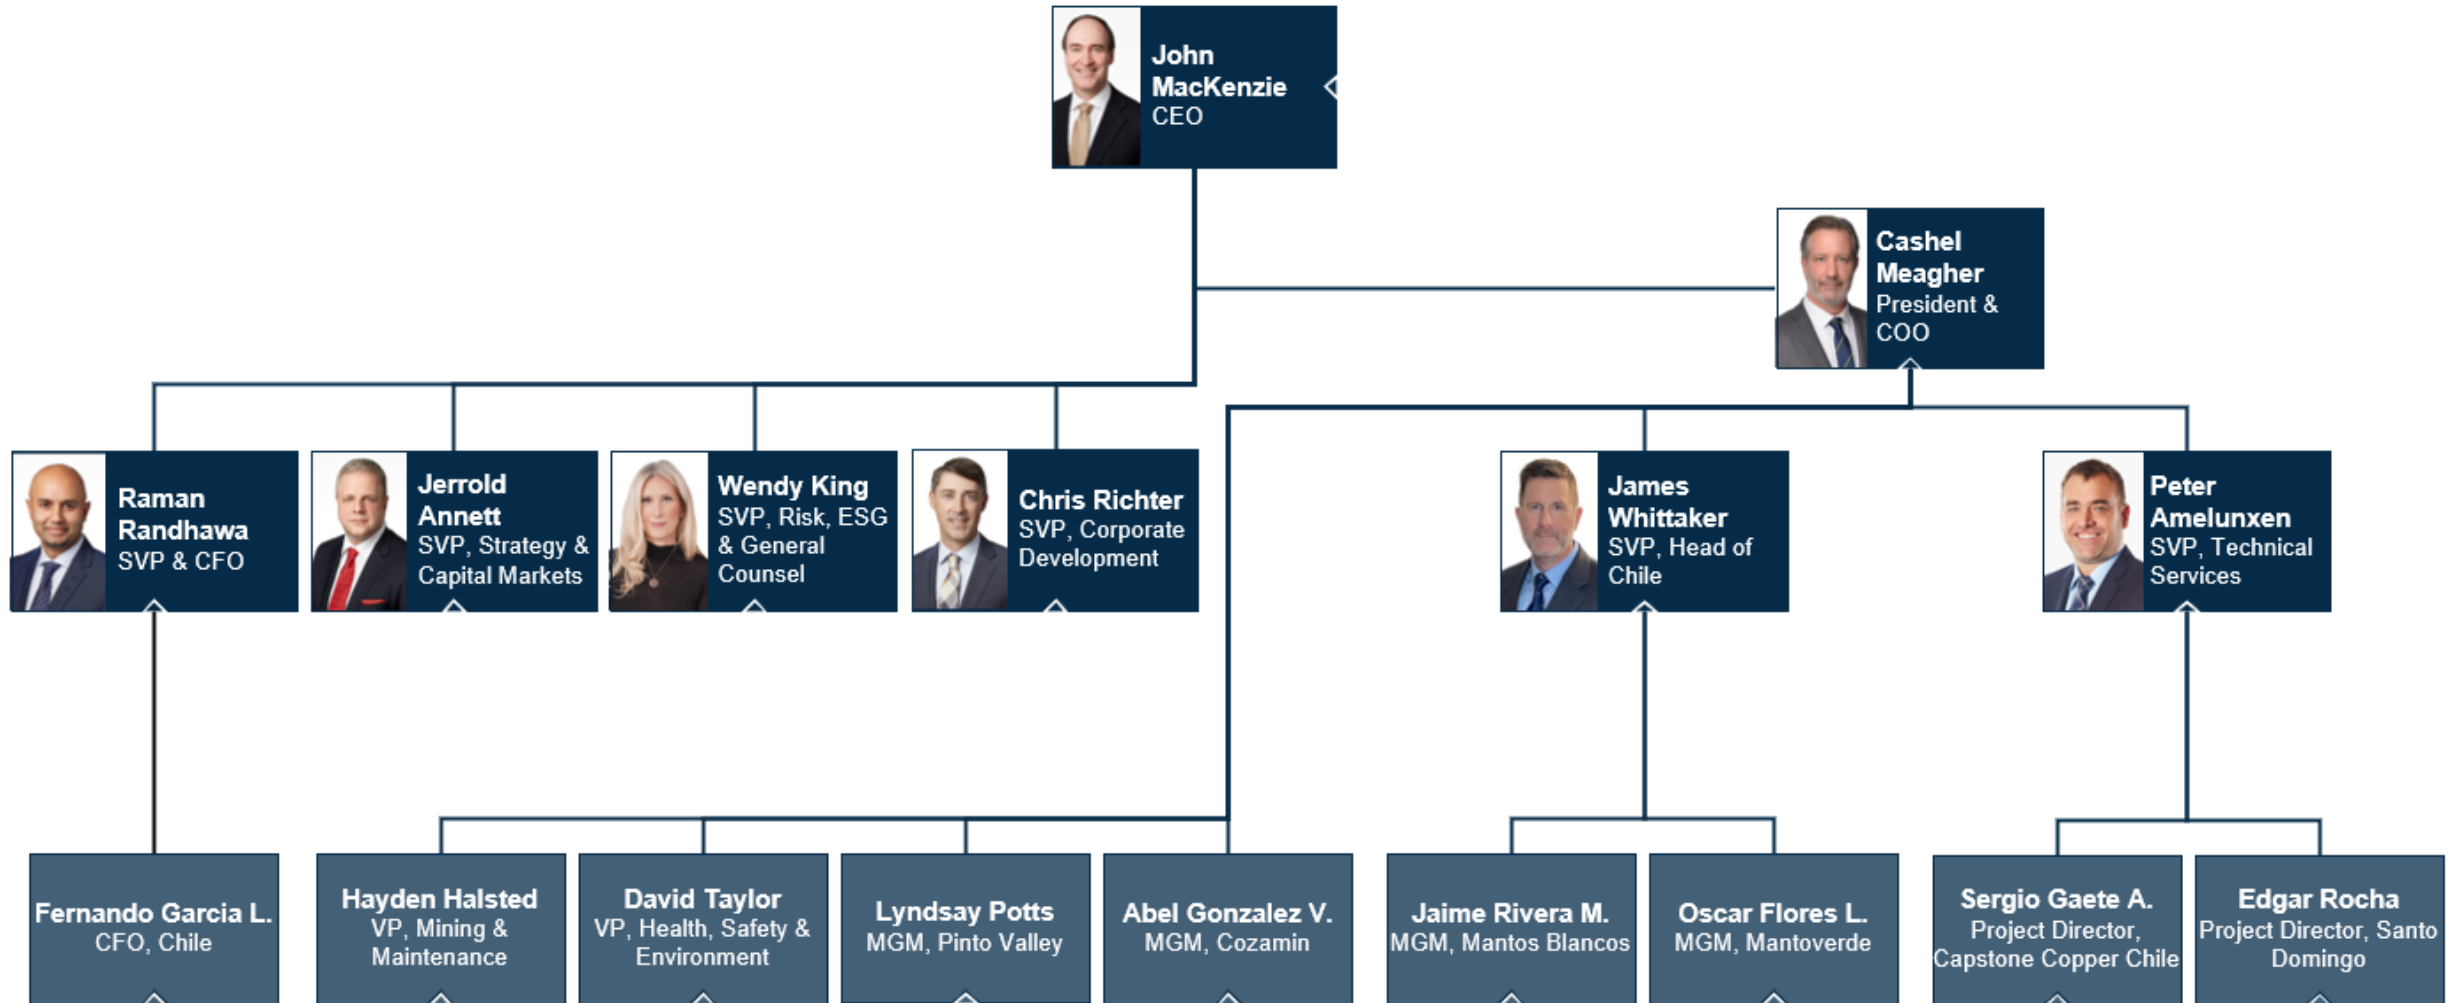 John
MacKenzie
CEO
Cashel
Meagher
President &
COO
Raman
Randhawa
SVP & CFO
Jerrold
Annett
SVP, Strategy &
Capital Markets
Wendy King
SVP, Risk, ESG
& General
Counsel
Chris Richter
SVP, Corporate
Development
James
Whittaker
SVP, Head of
Chile
Peter
Amelunxen
SVP, Technical
Services
Fernando Garcia L.
CFO, Chile
Hayden Halsted
VP, Mining &
Maintenance
David Taylor
VP, Health, Safety &
Environment
Lyndsay Potts
MGM, Pinto Valley
Abel Gonzalez V.
MGM, Cozamin
Jaime Rivera M.
MGM, Mantos Blancos
Oscar Flores L.
MGM, Mantoverde
Sergio Gaete A.
Project Director,
Capstone Copper Chile
Edgar Rocha
Project Director, Santo
Domingo